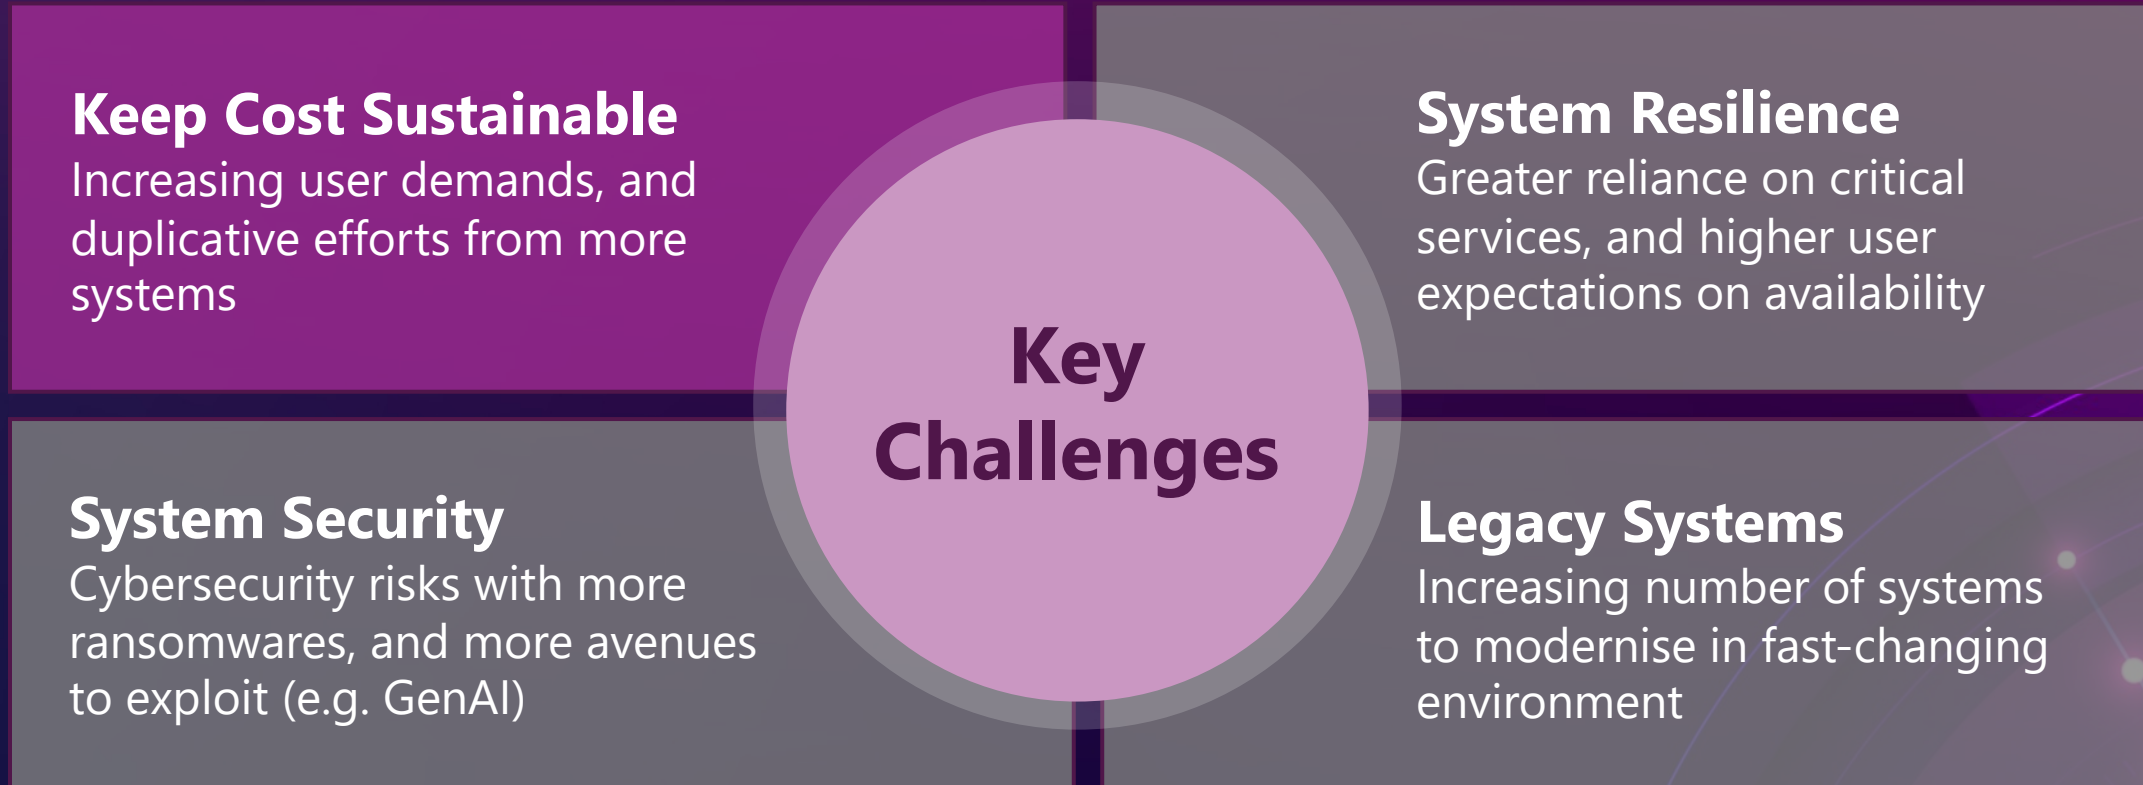 Keep Cost Sustainable
Increasing user demands, and
duplicative efforts from more
systems
System Resilience
Greater reliance on critical
services, and higher user
expectations on availability
Key
Challenges
System Security
Cybersecurity risks with more
ransomwares, and more avenues
to exploit (e.g. GenAI)
Legacy Systems
Increasing number of systems
to modernise in fast-changing
environment